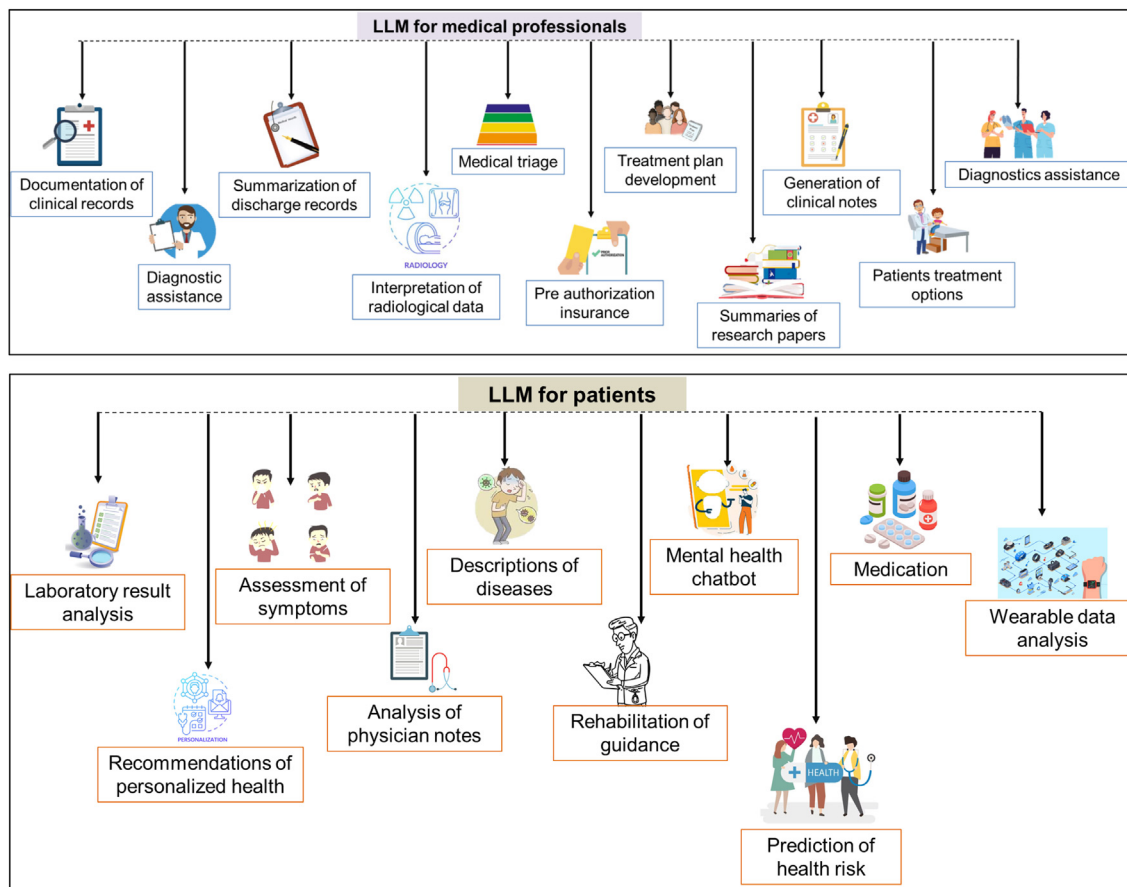 LLM for medical professionals
Documentation of
clinical records
Diagnostic
assistance
Summarization of
discharge records
RADIOLOGY
Interpretation of
radiological data
Medical triage
PRIOR
AUTHORIZATION
Pre authorization
insurance
Treatment plan
development
Summaries of
research papers
Generation of
clinical notes
Patients treatment
options
Diagnostics assistance
LLM for patients
Laboratory result
analysis
PERSONALIZATION
Recommendations of
personalized health
Assessment of
symptoms
Analysis of
physician notes
Descriptions of
diseases
Rehabilitation of
guidance
Mental health
chatbot
HEALTH
Prediction of
health risk
Medication
Wearable data
analysis